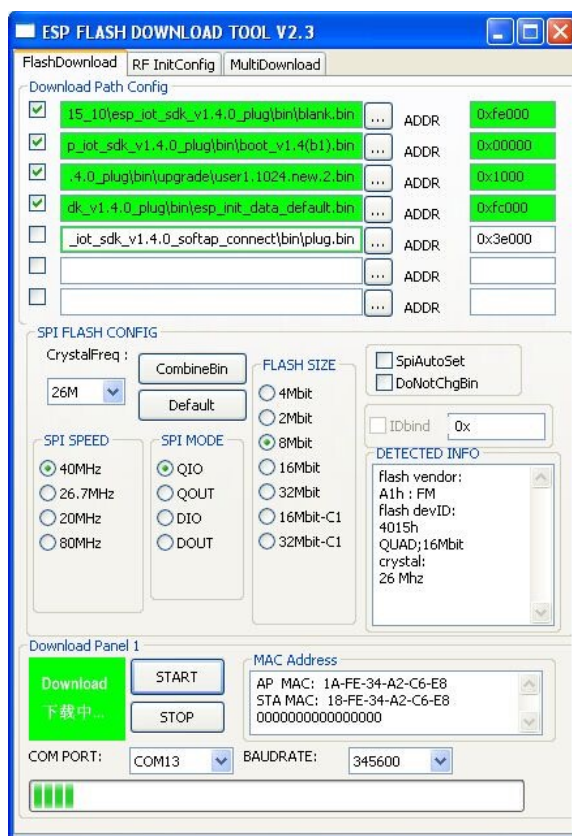 ESP FLASH DOWNLOAD TOOL V2.3
FlashDownload RF InitConfig MultiDownload
Download Path Config
15_10\esp_iot_sdk_v1.4.0_plug\bin\blank.bin ... ADDR 0xfe000
p_iot_sdk_v1.4.0_plug\bin\boot_v1.4(b1).bin ... ADDR 0x00000
.4.0_plug\bin\upgrade\user1.1024.new.2.bin ... ADDR 0x1000
dk_v1.4.0_plug\bin\esp_init_data_default.bin ... ADDR 0xfc000
_iot_sdk_v1.4.0_softap_connect\bin\plug.bin ... ADDR 0x3e000
... ADDR
... ADDR
SPI FLASH CONFIG
CrystalFreq :
26M
CombineBin
Default
SPI SPEED
40MHz
26.7MHz
20MHz
80MHz
SPI MODE
QIO
QOUT
DIO
DOUT
FLASH SIZE
4Mbit
2Mbit
8Mbit
16Mbit
32Mbit
16Mbit-C1
32Mbit-C1
SpiAutoSet
DoNotChgBin
IDbind 0x
DETECTED INFO
flash vendor:
A1h : FM
flash devID:
4015h
QUAD;16Mbit
crystal:
26 Mhz
Download Panel 1
Download
下载中...
START
STOP
MAC Address
AP MAC: 1A-FE-34-A2-C6-E8
STA MAC: 18-FE-34-A2-C6-E8
0000000000000000
COM PORT: COM13 BAUDRATE: 345600